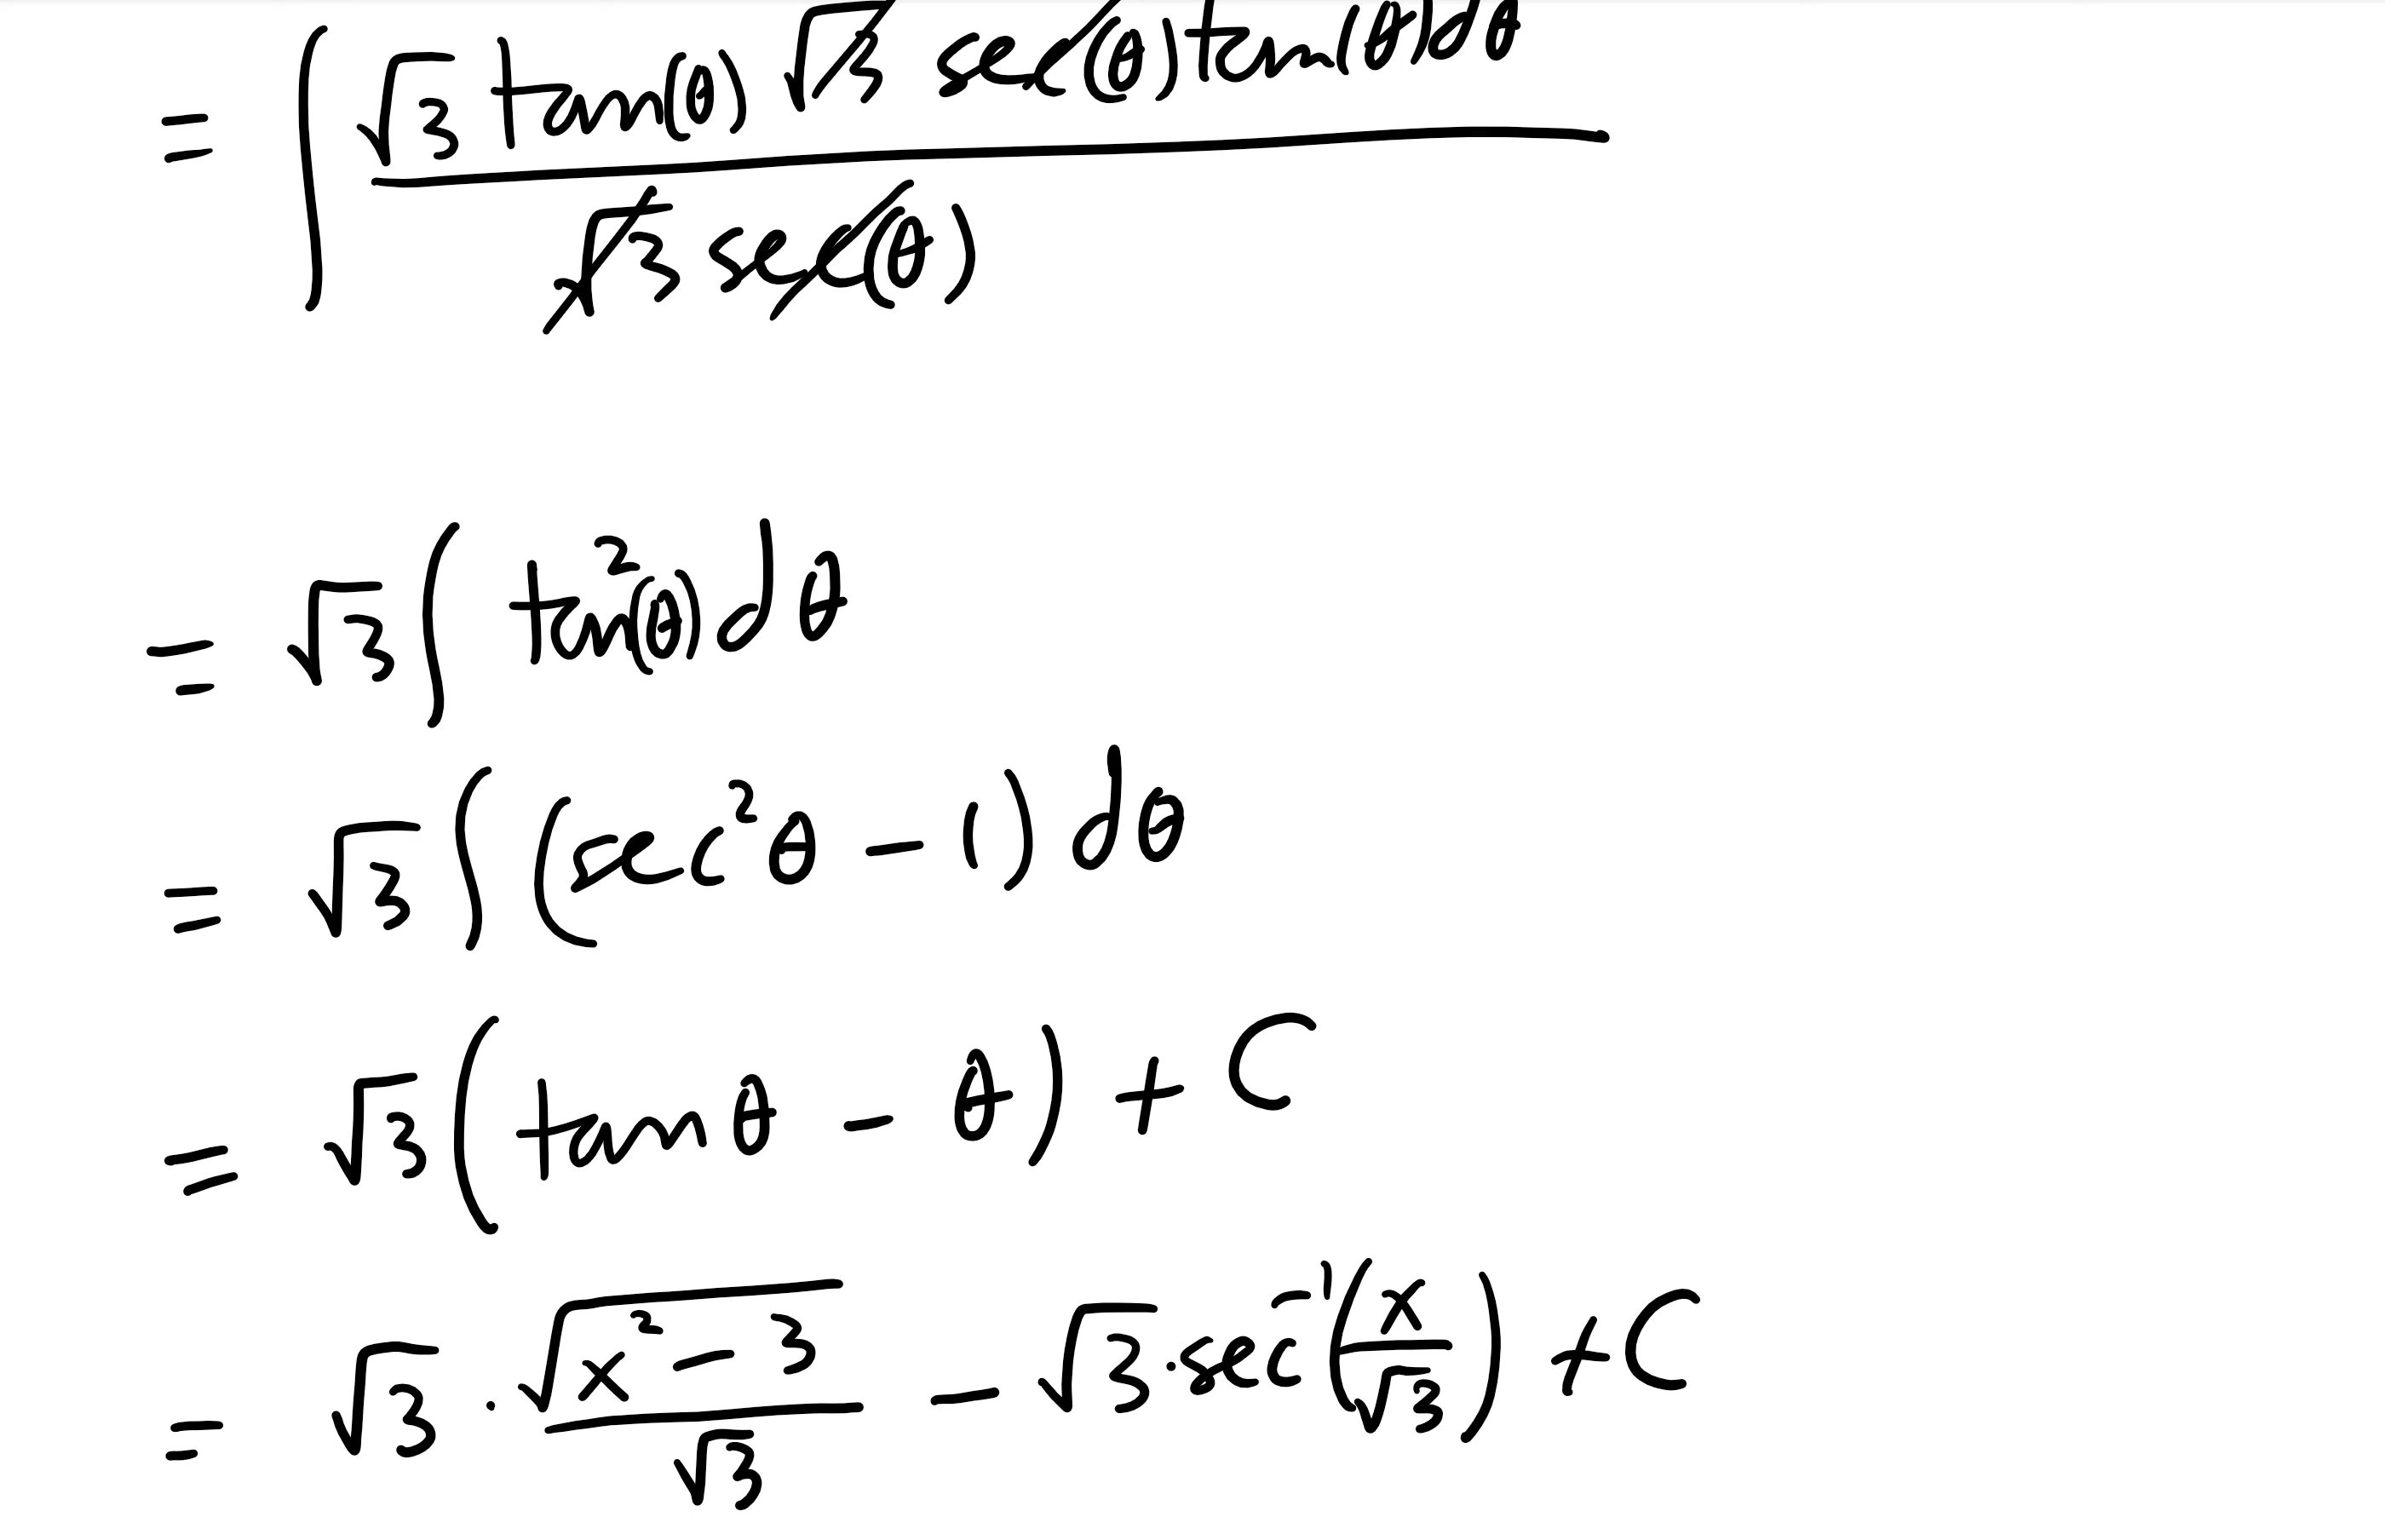 = ∫ √3 tan(θ) √3 sec(θ) tan(θ) dθ / √3 sec(θ)
= √3 ∫ tan²(θ) dθ
= √3 ∫ (sec²θ − 1) dθ
= √3 (tan θ − θ) + C
= √3 · √(x² − 3) / √3 − √3 · sec⁻¹(x/√3) + C